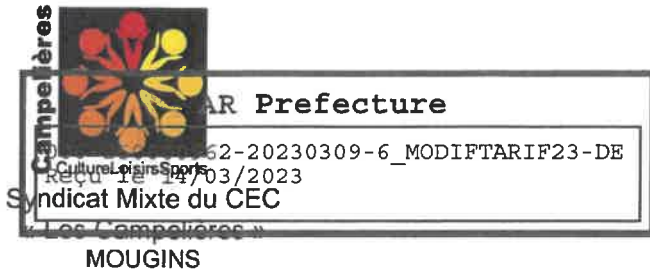 Campelières
AR Prefecture
62-20230309-6_MODIFTARIF23-DE
CultureLoisirsSports
Reçu le 14/03/2023
Syndicat Mixte du CEC
« Les Campelières »
MOUGINS